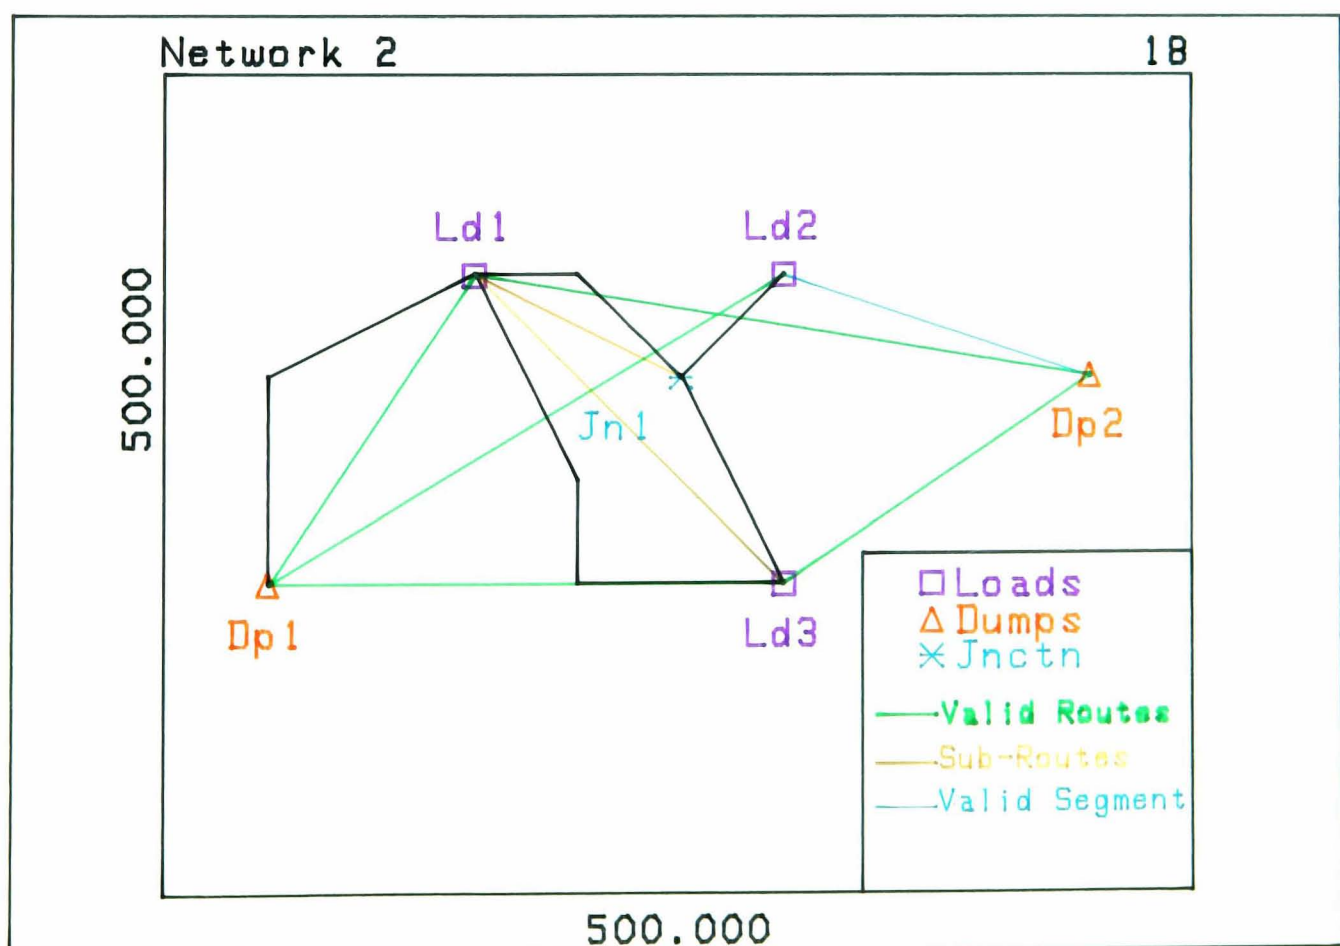 Network 2
18
Ld1
Ld2
500.000
Jn1
Dp2
Dp1
Ld3
Loads
Dumps
Jnctn
Valid Routes
Sub-Routes
Valid Segment
500.000